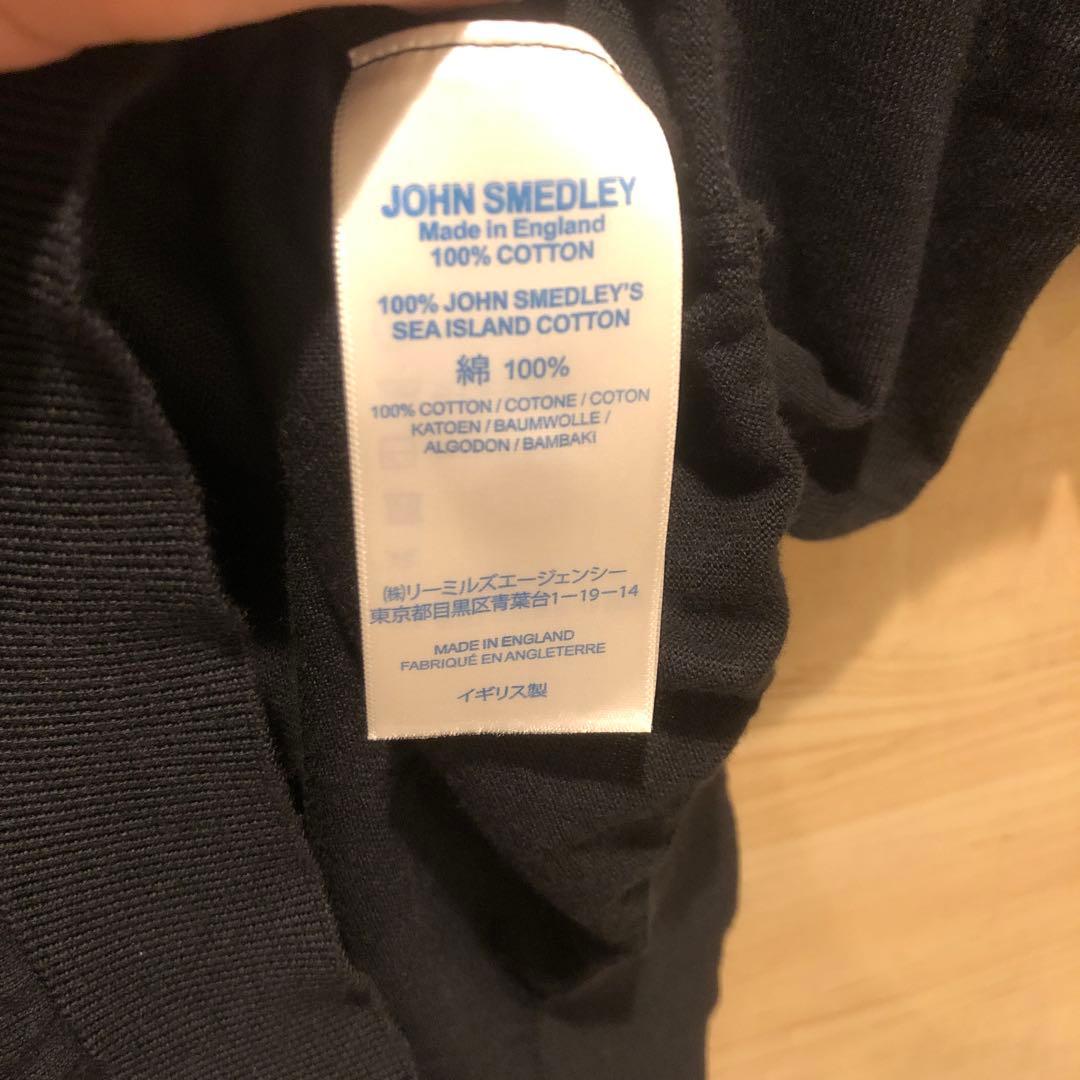 JOHN SMEDLEY
Made in England
100% COTTON
100% JOHN SMEDLEY'S
SEA ISLAND COTTON
綿 100%
100% COTTON / COTONE / COTON
KATOEN / BAUMWOLLE /
ALGODON / BAMBAKI
㈱リーミルズエージェンシー
東京都目黒区青葉台1-19-14
MADE IN ENGLAND
FABRIQUÉ EN ANGLETERRE
イギリス製